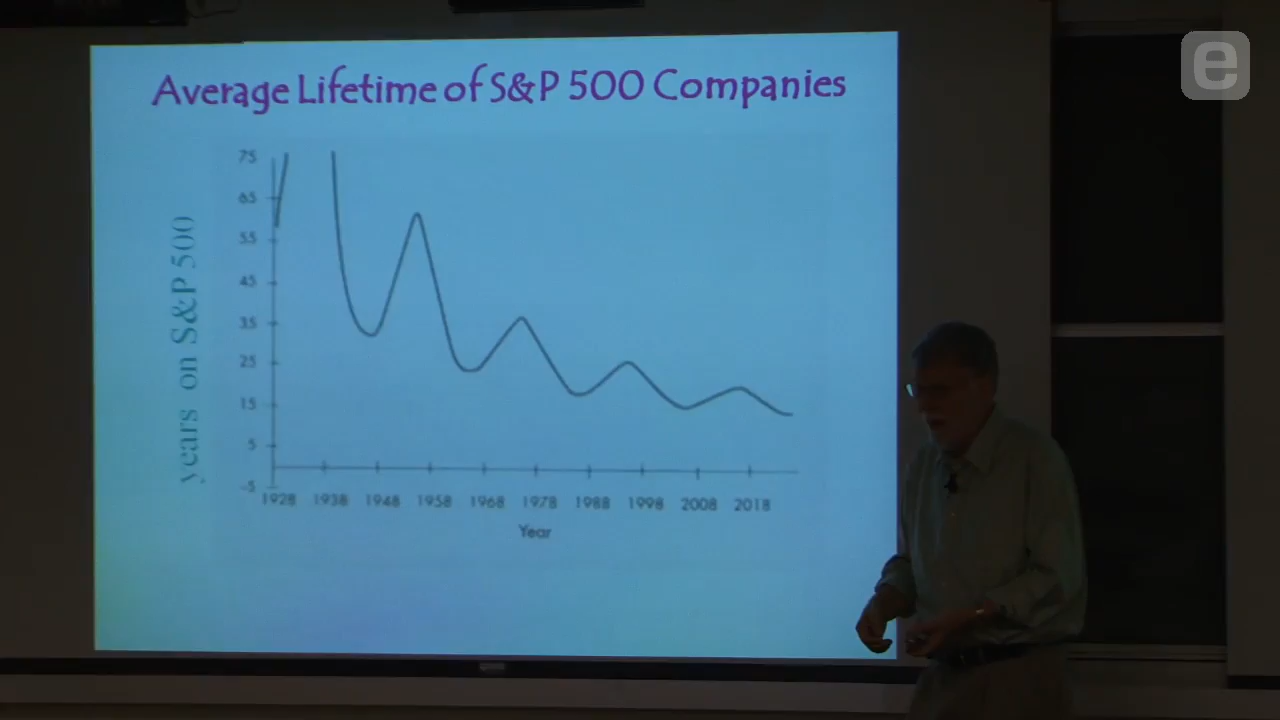 e
Average Lifetime of S&P 500 Companies
years on S&P 500
75
65
55
45
35
25
15
5
-5
1928 1938 1948 1958 1968 1978 1988 1998 2008 2018
Year